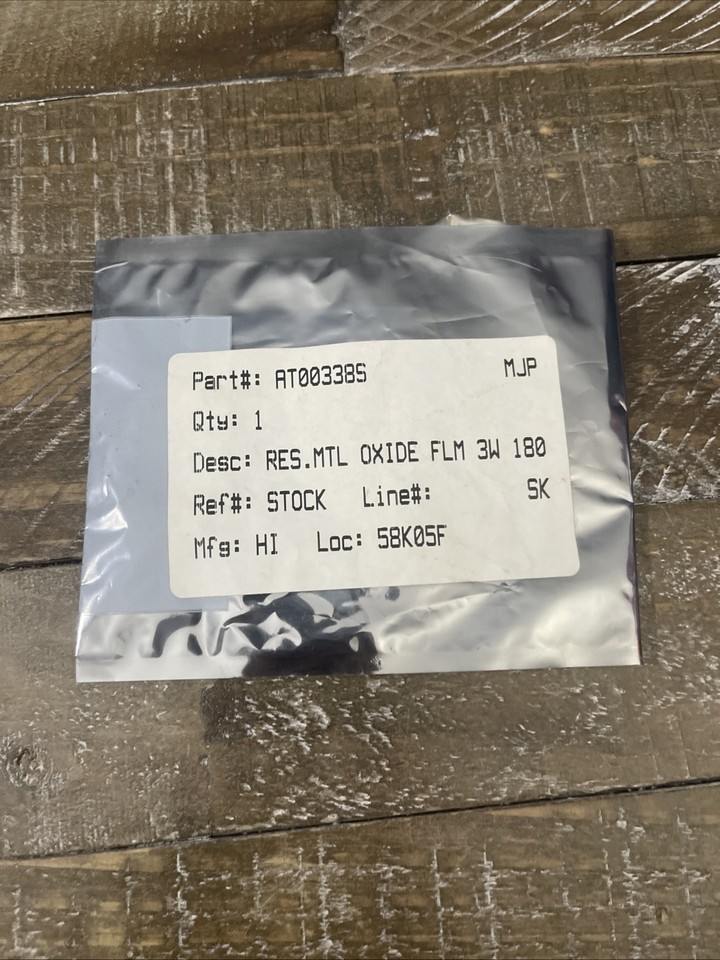 Part#: AT00338S MJP
Qty: 1
Desc: RES.MTL OXIDE FLM 3W 180
Ref#: STOCK Line#: SK
Mfg: HI Loc: 58K05F